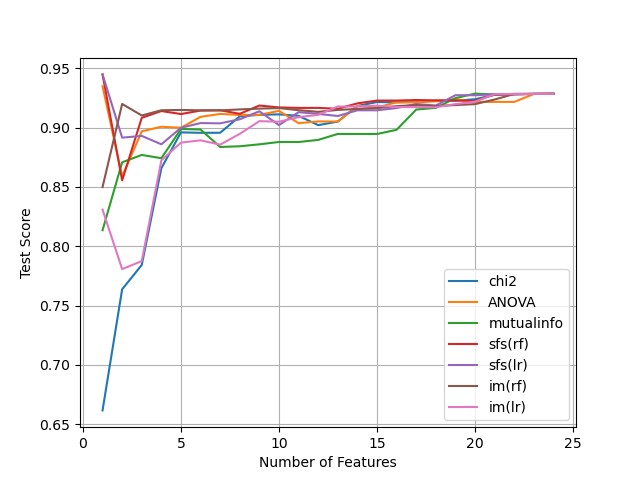 0.95
0.90
0.85
0.80
0.75
0.70
0.65
Test Score
0
5
10
15
20
25
Number of Features
chi2
ANOVA
mutualinfo
sfs(rf)
sfs(lr)
im(rf)
im(lr)